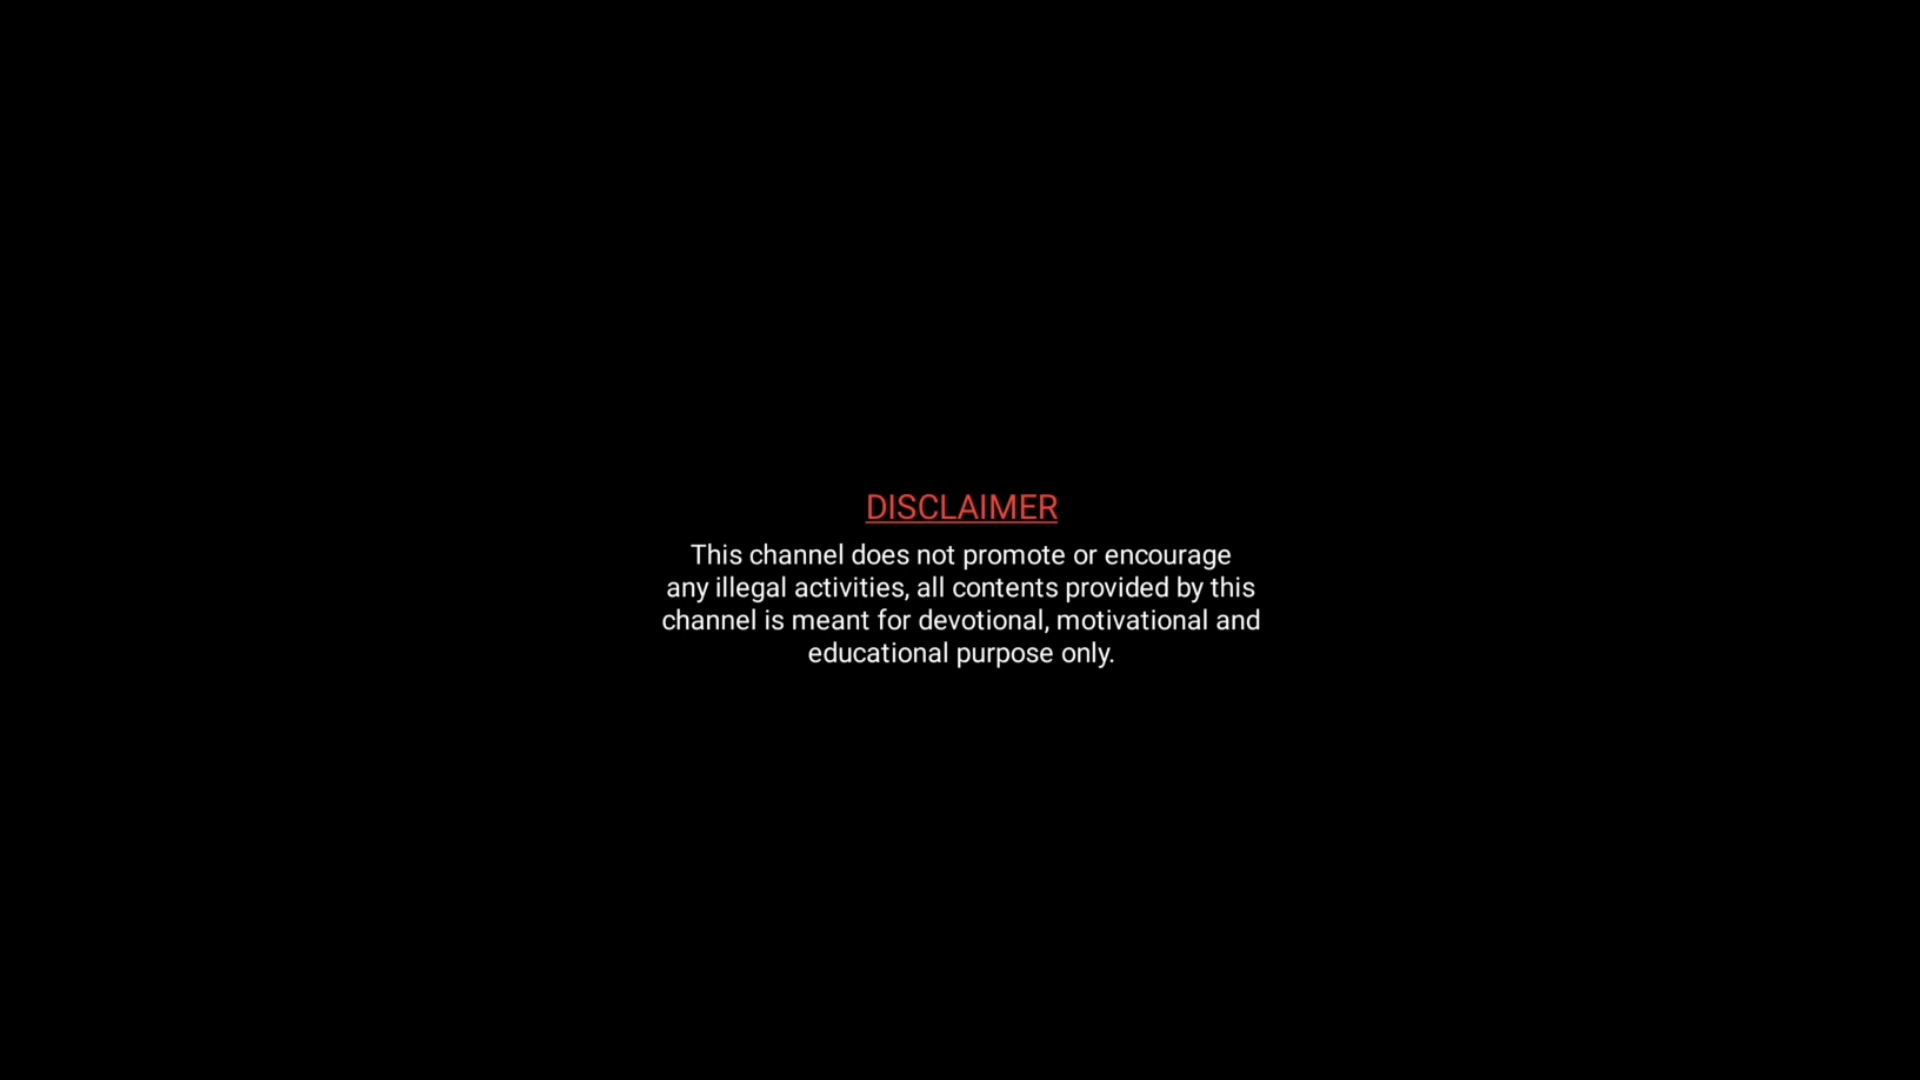 DISCLAIMER
This channel does not promote or encourage
any illegal activities, all contents provided by this
channel is meant for devotional, motivational and
educational purpose only.